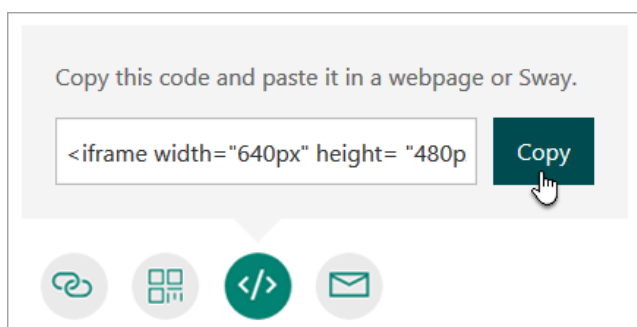 Copy this code and paste it in a webpage or Sway.
<iframe width="640px" height= "480p
Copy
</>